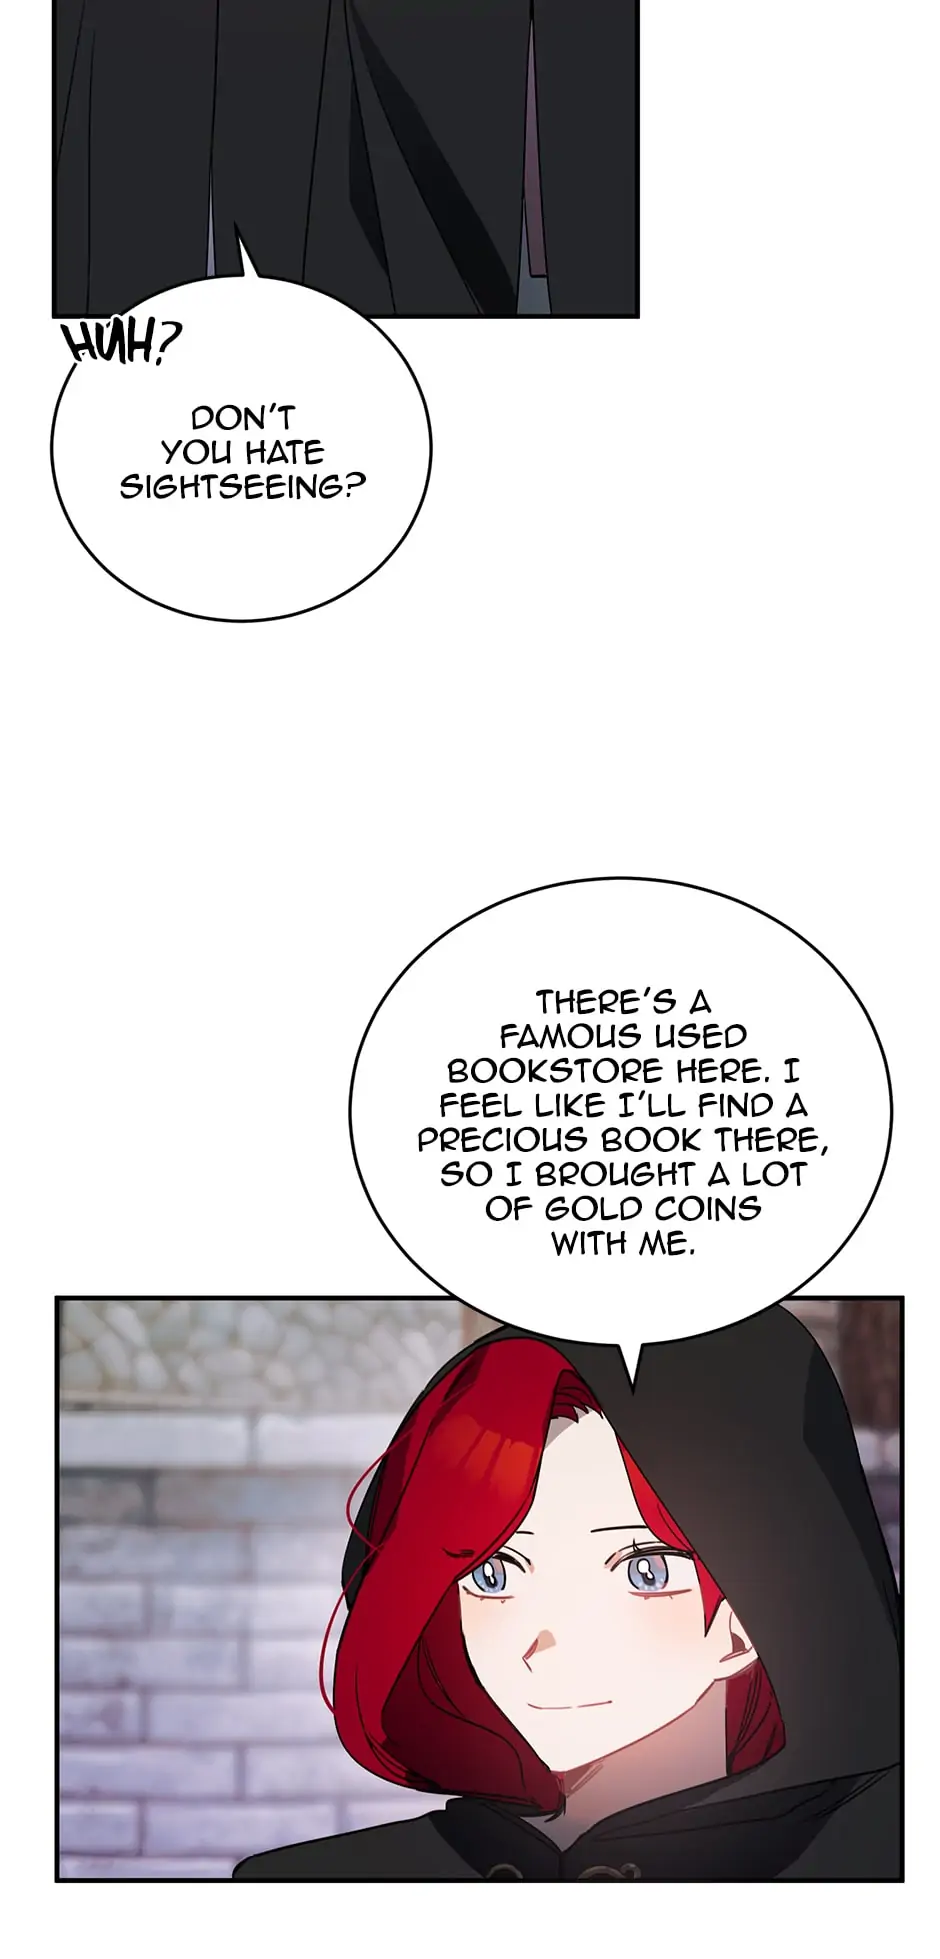 HUH?
DON'T
YOU HATE
SIGHTSEEING?
THERE'S A
FAMOUS USED
BOOKSTORE HERE. I
FEEL LIKE I'LL FIND A
PRECIOUS BOOK THERE,
SO I BROUGHT A LOT
OF GOLD COINS
WITH ME.